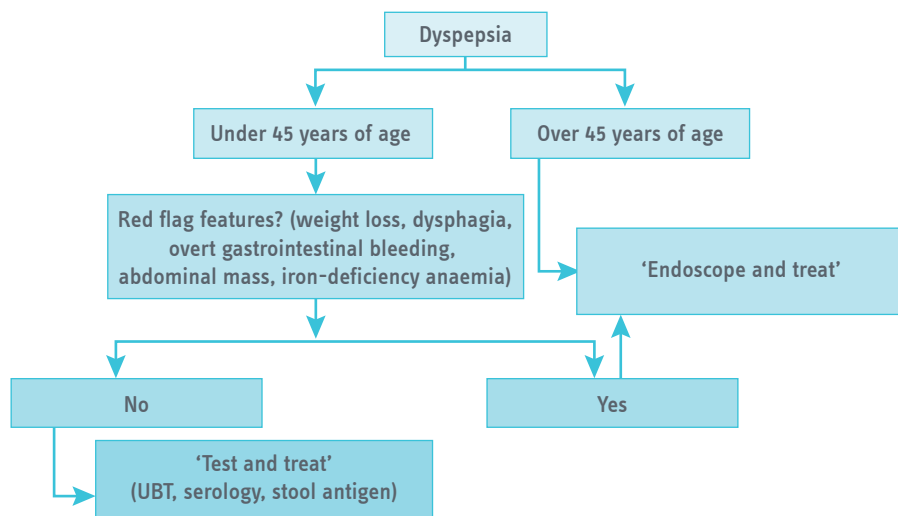 Dyspepsia
Under 45 years of age
Over 45 years of age
Red flag features? (weight loss, dysphagia,
overt gastrointestinal bleeding,
abdominal mass, iron-deficiency anaemia)
‘Endoscope and treat’
No
Yes
‘Test and treat’
(UBT, serology, stool antigen)